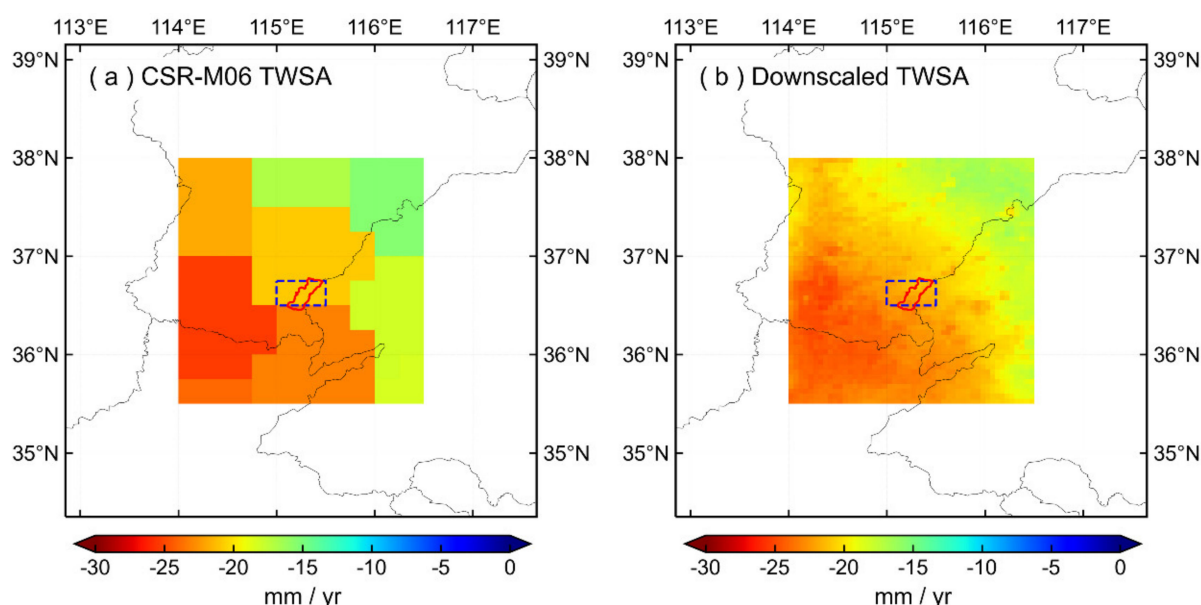 113°E 114°E 115°E 116°E 117°E
39°N 39°N
( a ) CSR-M06 TWSA
38°N 38°N
37°N 37°N
36°N 36°N
35°N 35°N
-30 -25 -20 -15 -10 -5 0
mm / yr
113°E 114°E 115°E 116°E 117°E
39°N 39°N
( b ) Downscaled TWSA
38°N 38°N
37°N 37°N
36°N 36°N
35°N 35°N
-30 -25 -20 -15 -10 -5 0
mm / yr